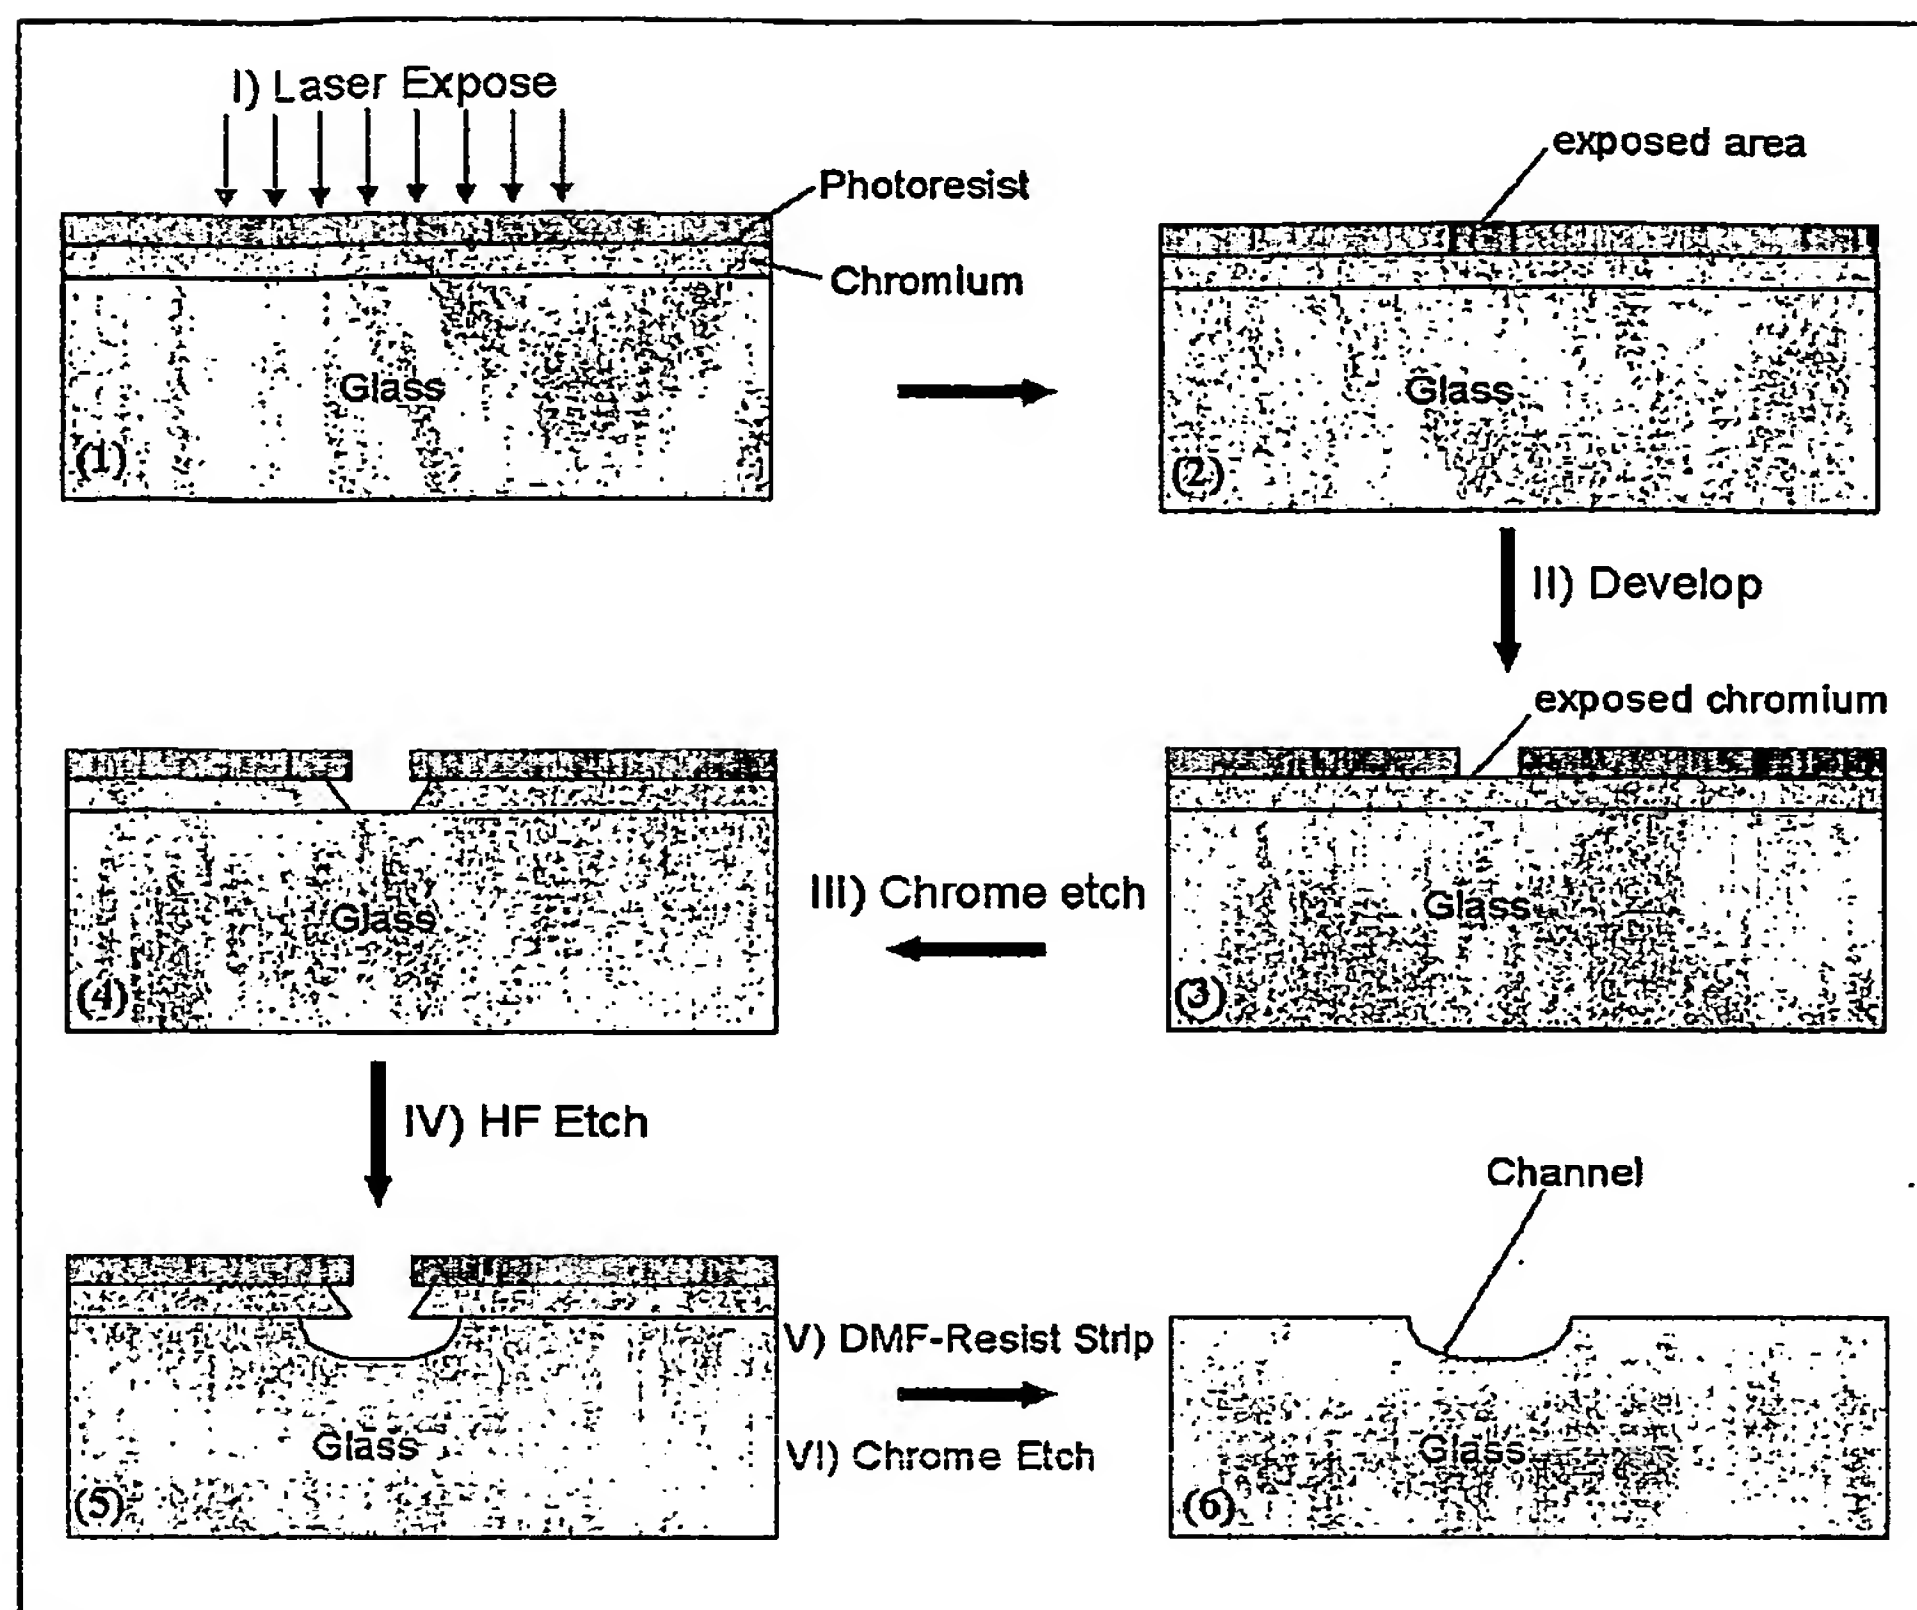 I) Laser Expose
Photoresist
Chromium
Glass
(1)
exposed area
Glass
(2)
II) Develop
exposed chromium
Glass
(3)
III) Chrome etch
Glass
(4)
IV) HF Etch
Glass
(5)
V) DMF-Resist Strip
VI) Chrome Etch
Channel
Glass
(6)